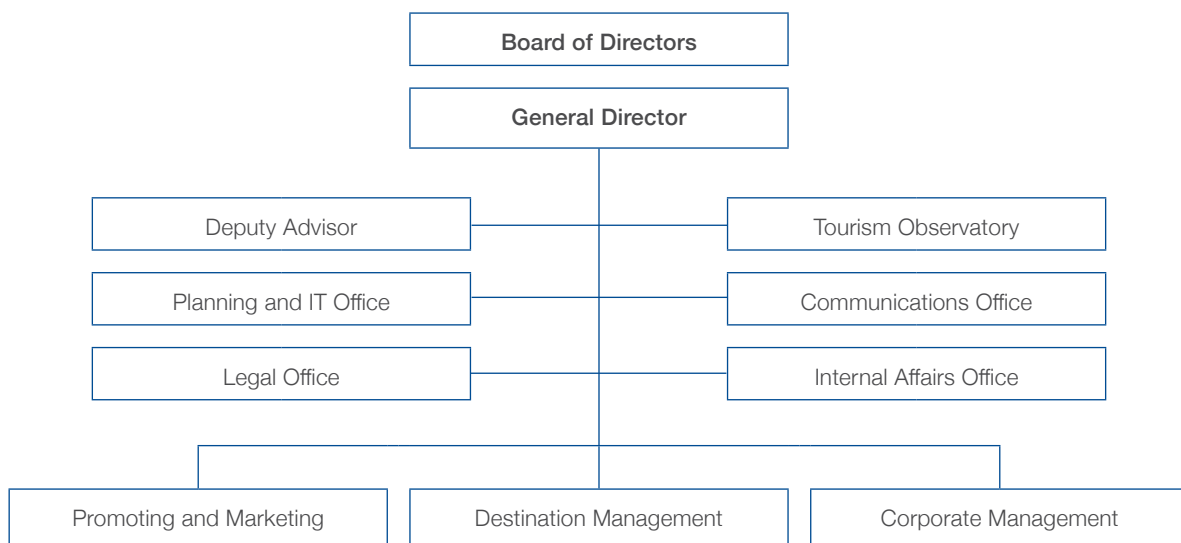 Board of Directors
General Director
Deputy Advisor
Tourism Observatory
Planning and IT Office
Communications Office
Legal Office
Internal Affairs Office
Promoting and Marketing
Destination Management
Corporate Management